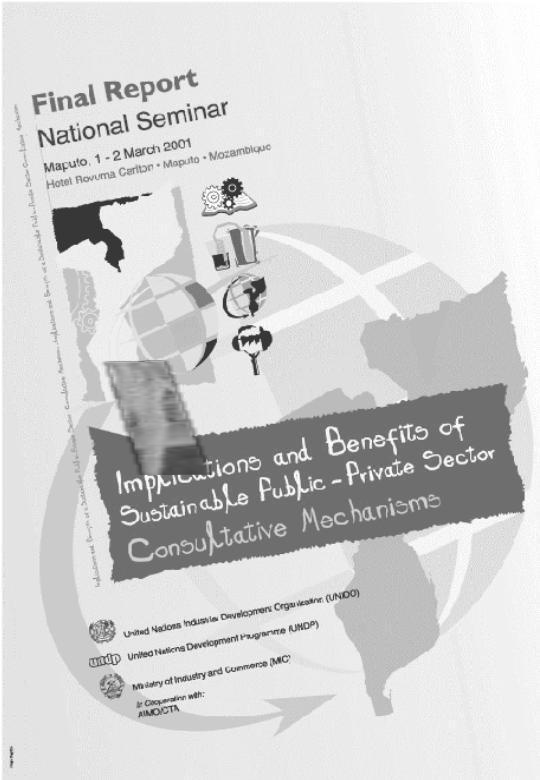 Final Report
National Seminar
Maputo, 1 - 2 March 2001
Hotel Rovuma Carlton • Maputo • Mozambique
Implications and Benefits of
Sustainable Public - Private Sector
Consultative Mechanisms
United Nations Industrial Development Organization (UNIDO)
undp United Nations Development Programme (UNDP)
Ministry of Industry and Commerce (MIC)
In Cooperation with:
AIMO/CTA